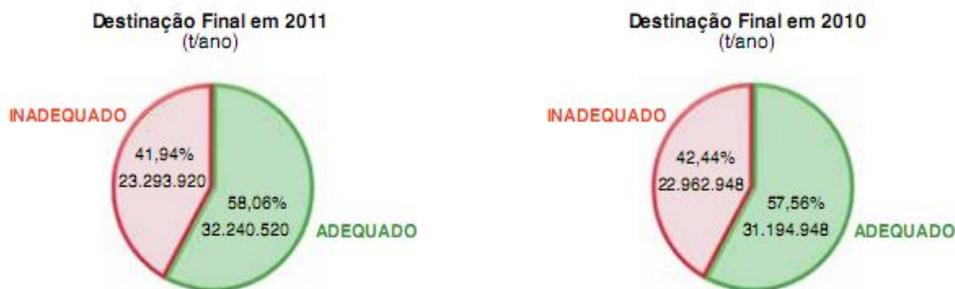 Destinação Final em 2011
(t/ano)
INADEQUADO
41,94%
23.293.920
58,06%
32.240.520
ADEQUADO
Destinação Final em 2010
(t/ano)
INADEQUADO
42,44%
22.962.948
57,56%
31.194.948
ADEQUADO